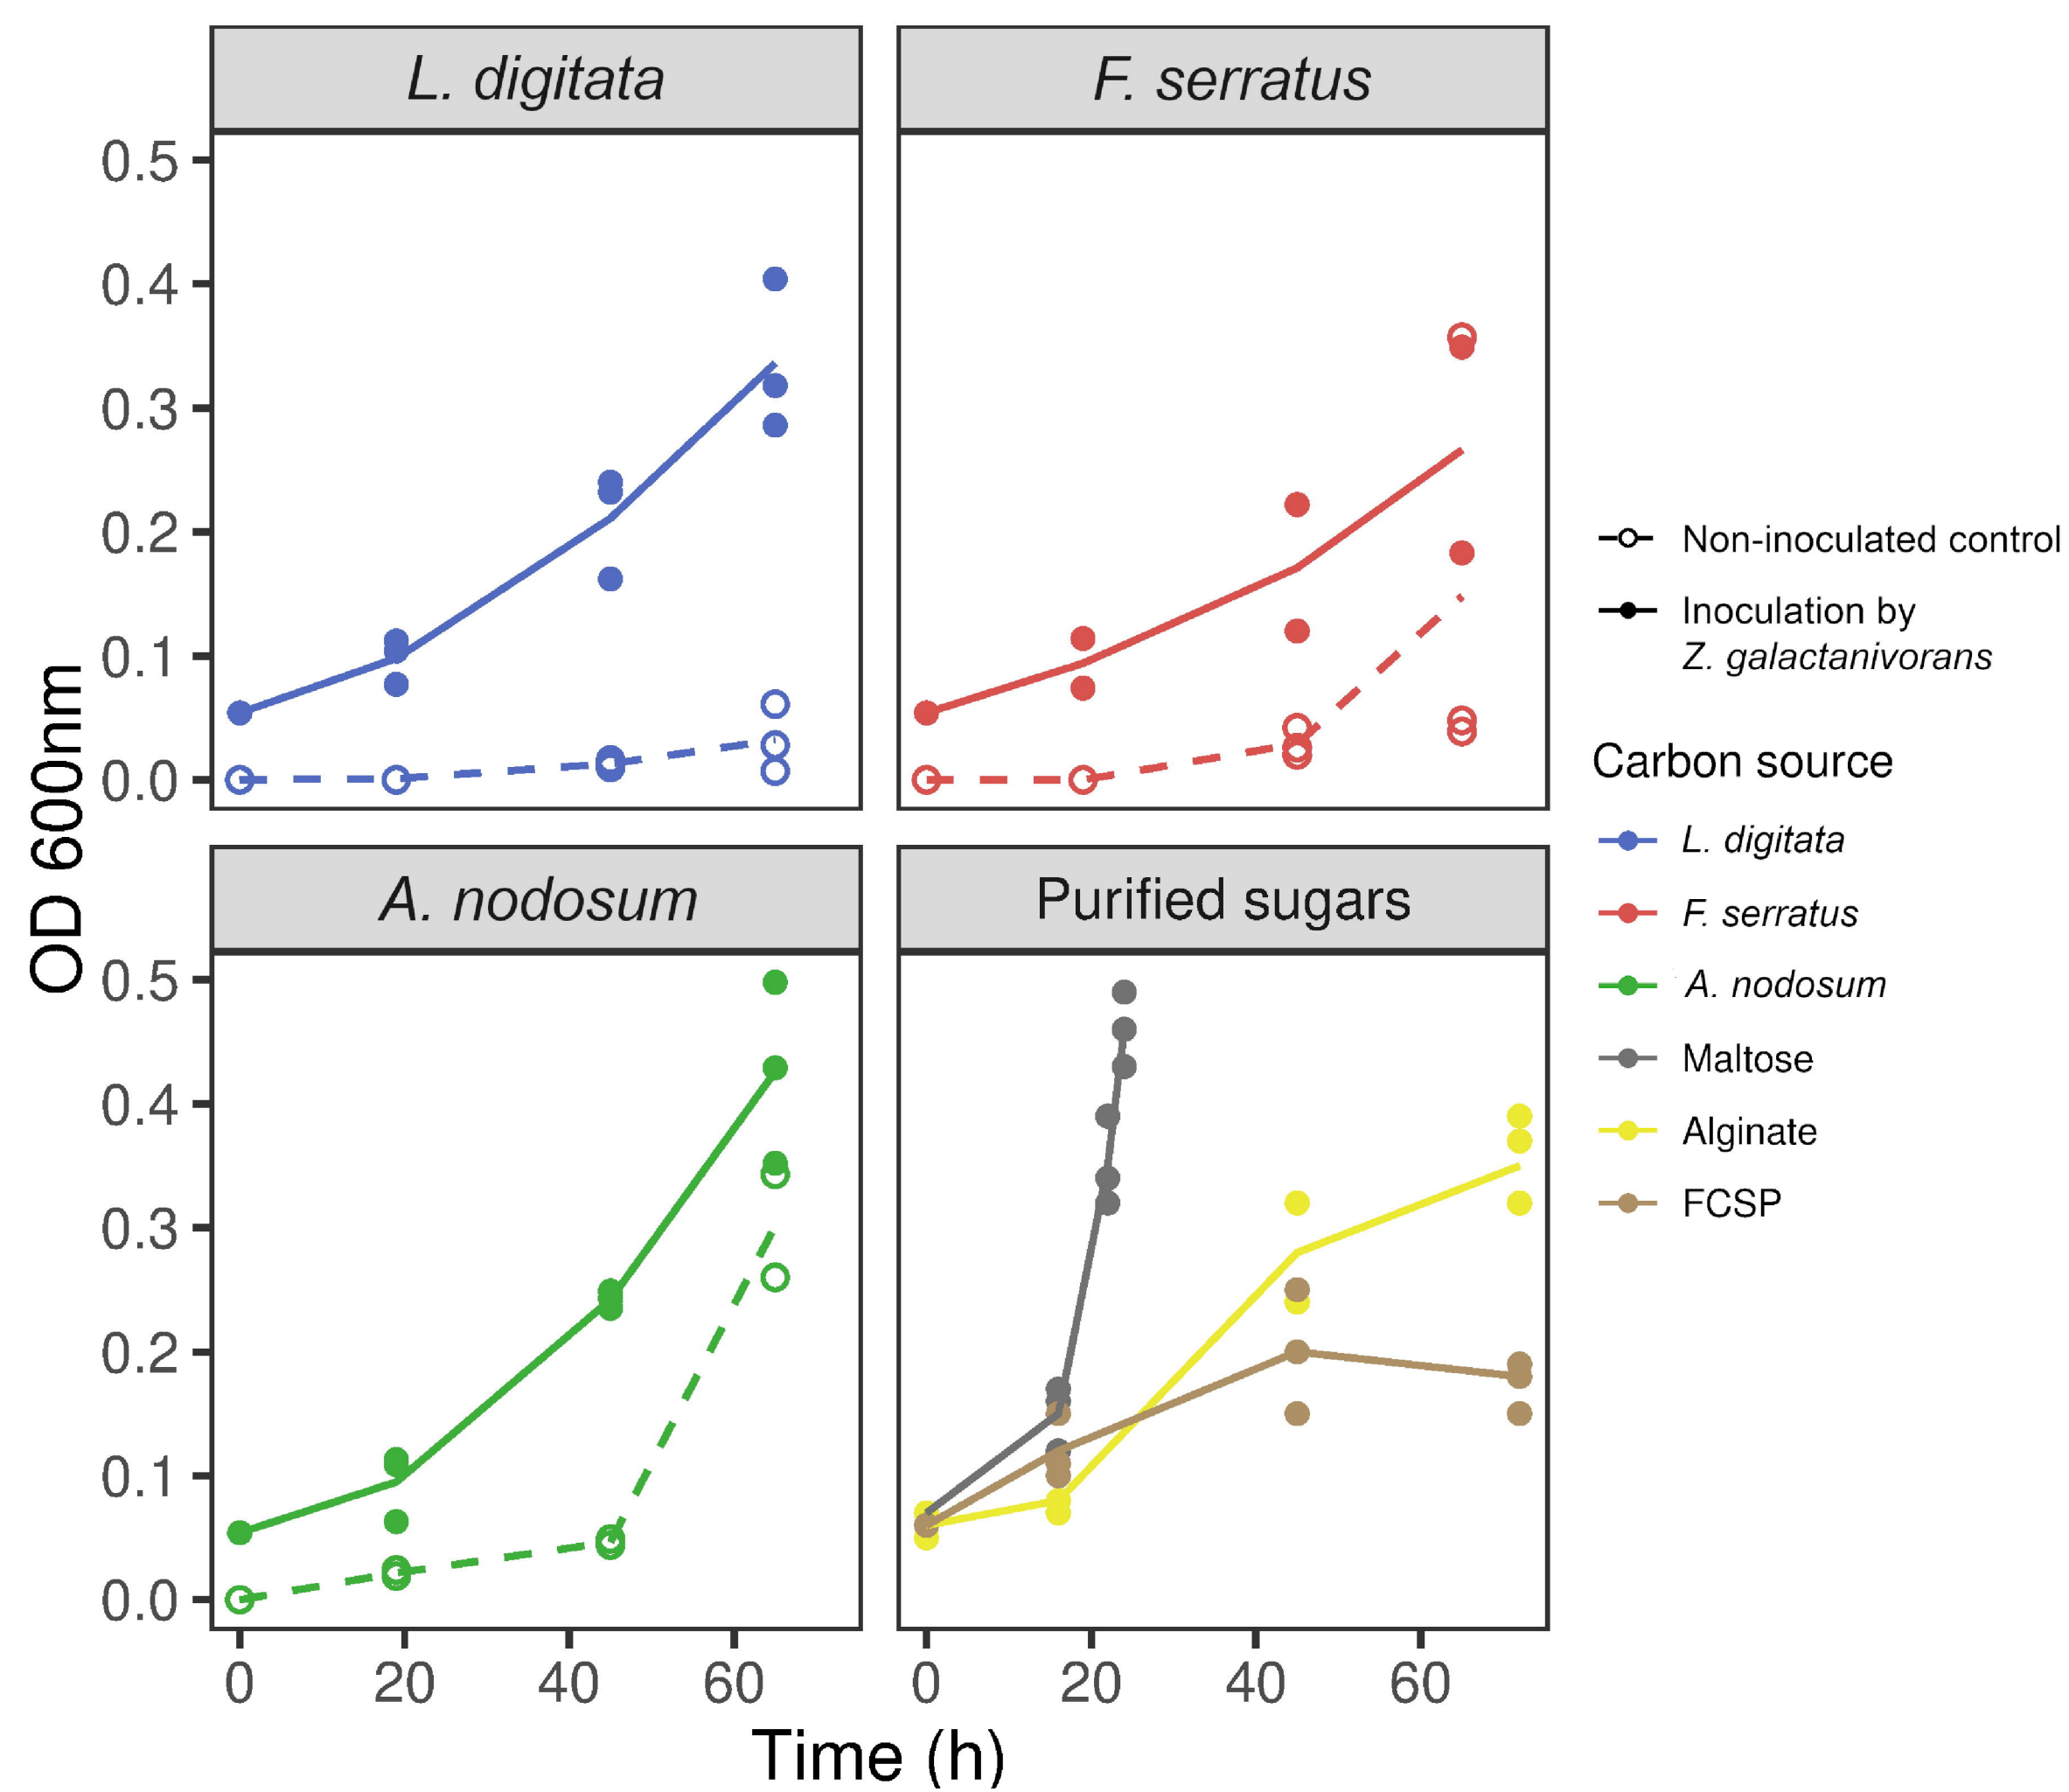 L. digitata
F. serratus
0.5
0.4
0.3
0.2
0.1
0.0
A. nodosum
Purified sugars
0.5
0.4
0.3
0.2
0.1
0.0
OD 600nm
0 20 40 60
0 20 40 60
Time (h)
Non-inoculated control
Inoculation by
Z. galactanivorans
Carbon source
L. digitata
F. serratus
A. nodosum
Maltose
Alginate
FCSP